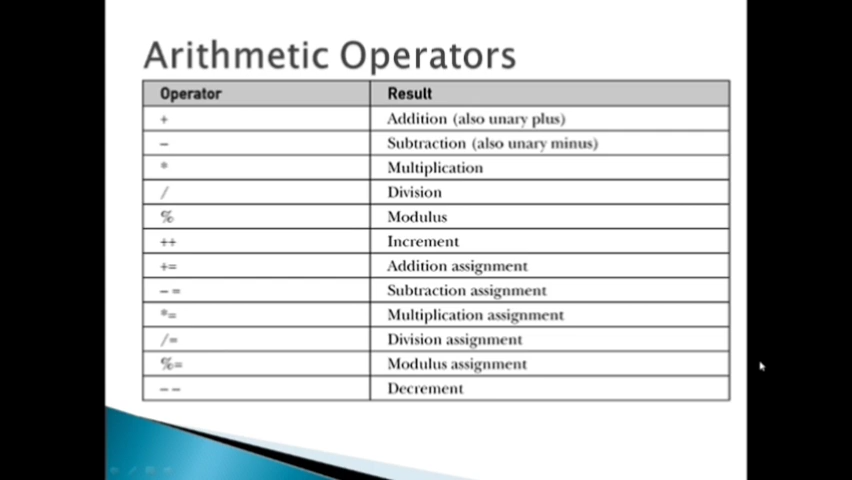 Arithmetic Operators
Operator Result
+ Addition (also unary plus)
– Subtraction (also unary minus)
* Multiplication
/ Division
% Modulus
++ Increment
+= Addition assignment
– = Subtraction assignment
*= Multiplication assignment
/= Division assignment
%= Modulus assignment
– – Decrement